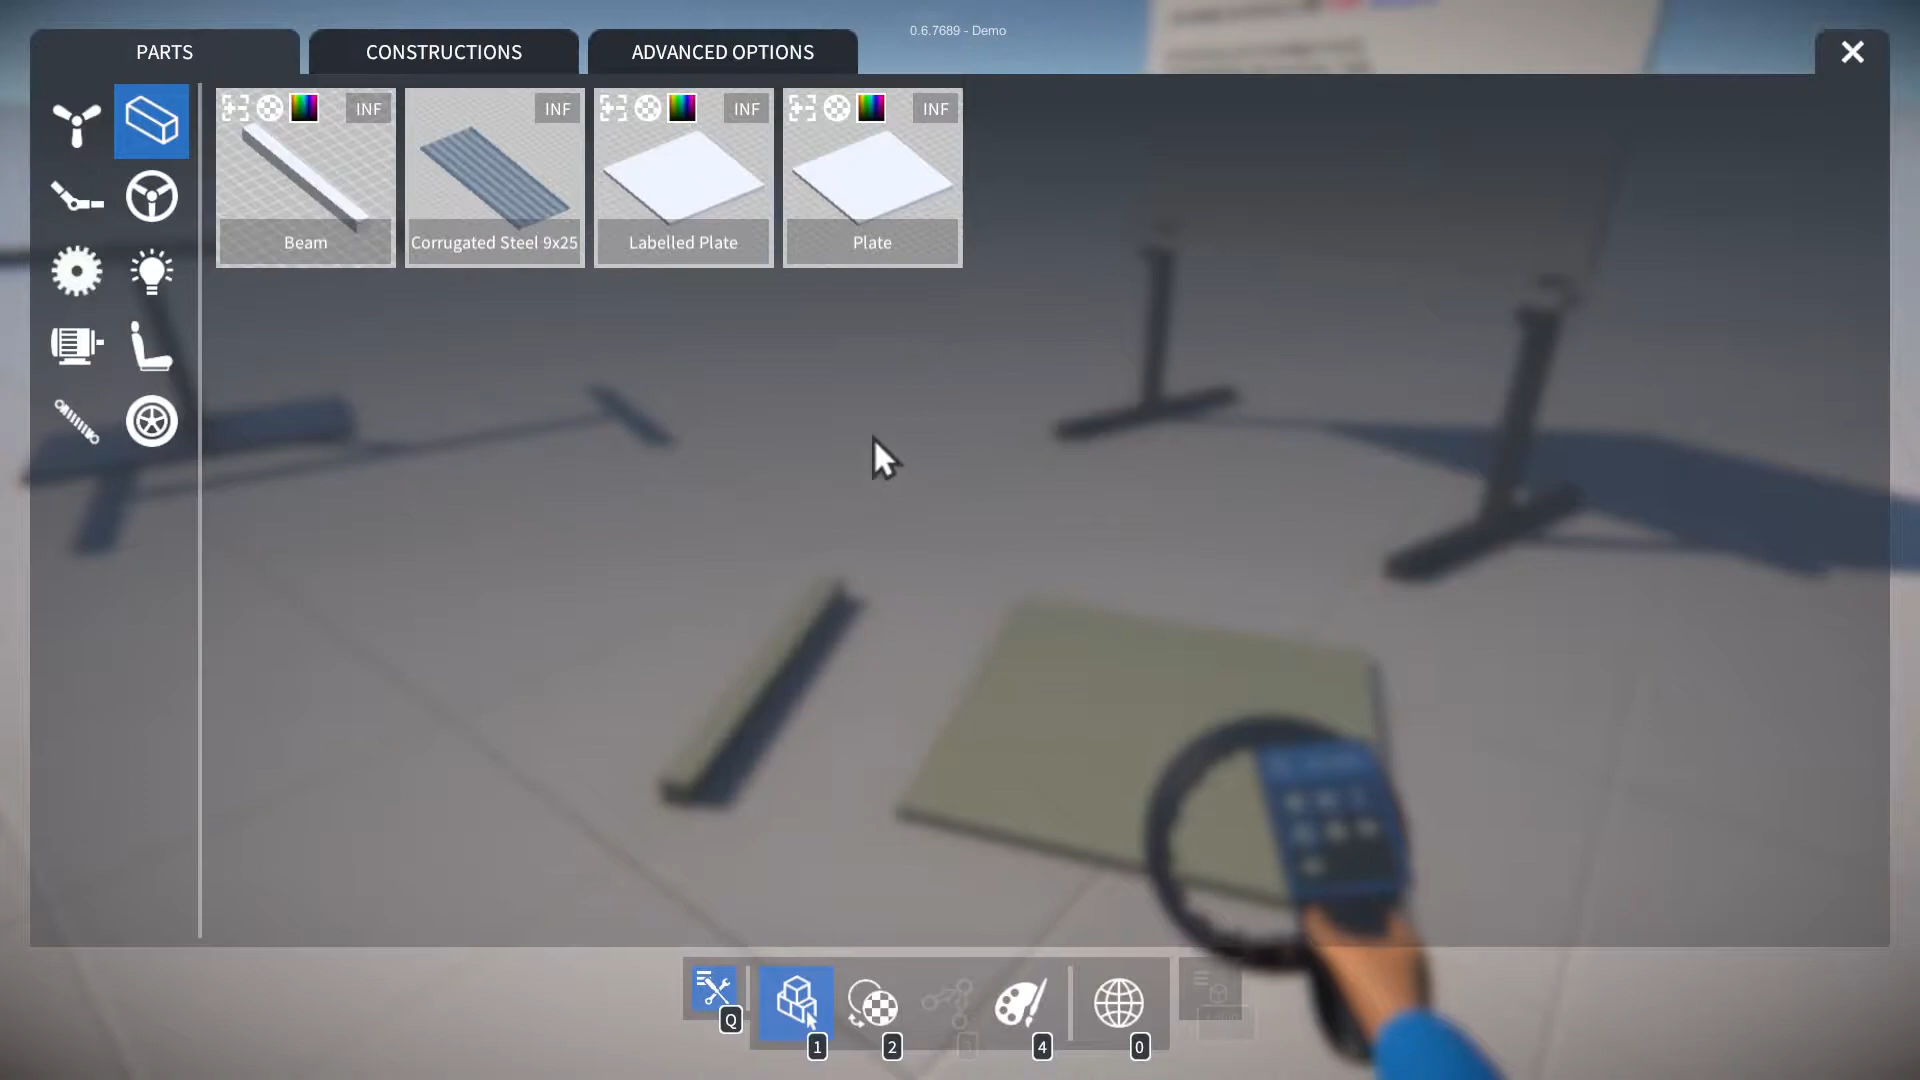 0.6.7689 - Demo
PARTS
CONSTRUCTIONS
ADVANCED OPTIONS
INF
INF
INF
INF
Beam
Corrugated Steel 9x25
Labelled Plate
Plate
Q
1
2
4
0